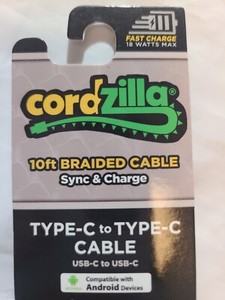 FAST CHARGE
18 WATTS MAX
cordzilla®
10ft BRAIDED CABLE
Sync & Charge
TYPE-C to TYPE-C
CABLE
USB-C to USB-C
Compatible with
Android Devices